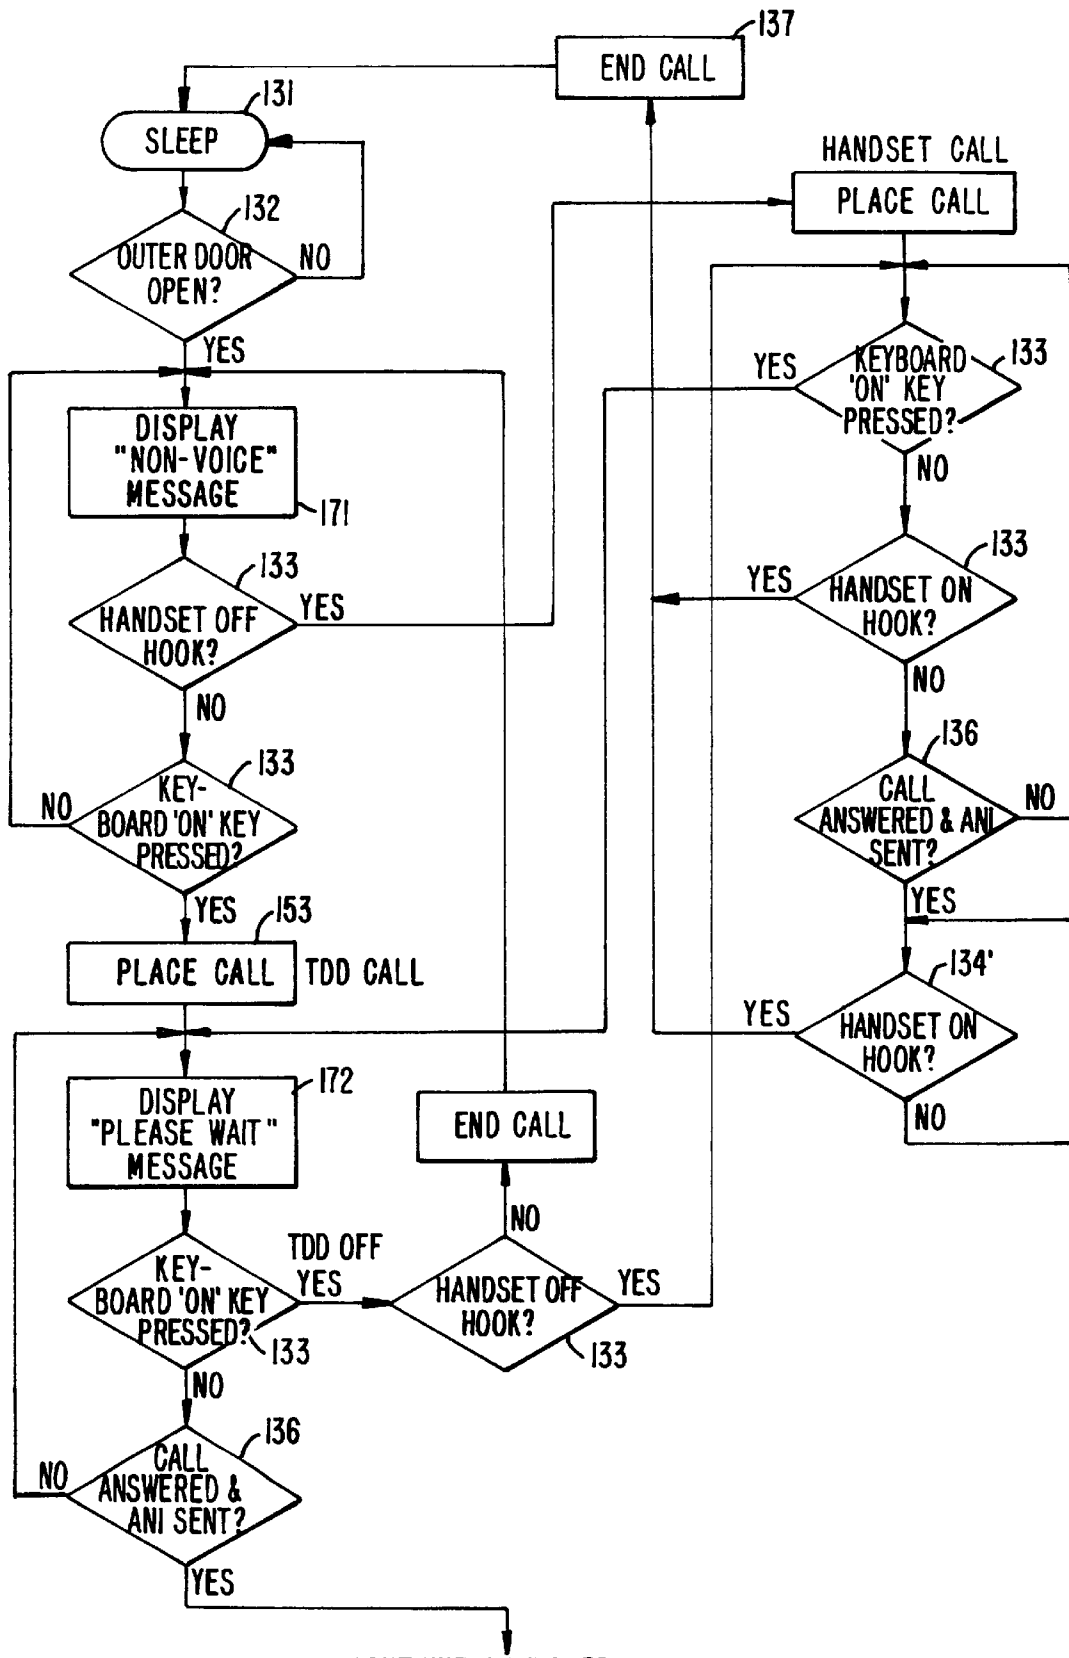 137
END CALL
131
SLEEP
HANDSET CALL
PLACE CALL
132
OUTER DOOR
OPEN?
NO
YES
DISPLAY
"NON-VOICE"
MESSAGE
171
YES
KEYBOARD
'ON' KEY
PRESSED?
133
NO
133
HANDSET OFF
HOOK?
YES
NO
YES
HANDSET ON
HOOK?
133
NO
133
KEY-
BOARD 'ON' KEY
PRESSED?
NO
YES
136
CALL
ANSWERED & ANI
SENT?
NO
YES
153
PLACE CALL
TDD CALL
134'
YES
HANDSET ON
HOOK?
NO
172
DISPLAY
"PLEASE WAIT"
MESSAGE
END CALL
NO
KEY-
BOARD 'ON' KEY
PRESSED?
133
TDD OFF
YES
NO
HANDSET OFF
HOOK?
YES
133
136
CALL
ANSWERED &
ANI SENT?
NO
YES